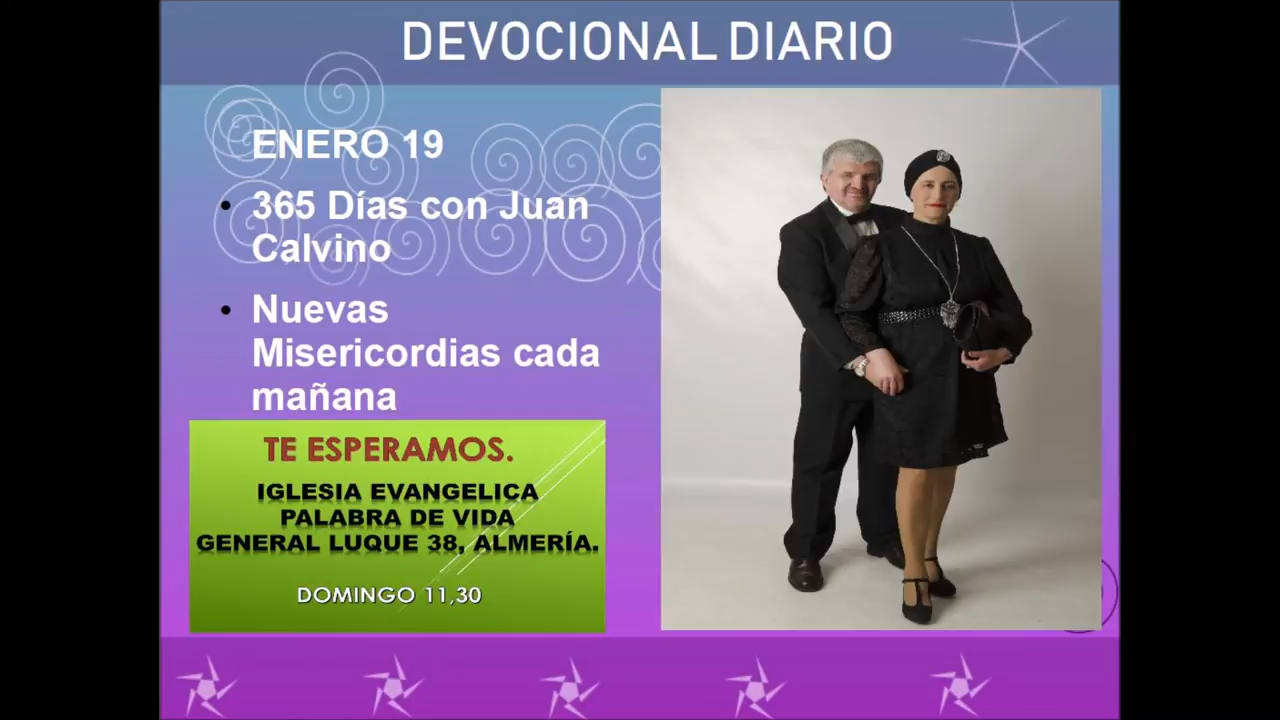 DEVOCIONAL DIARIO
ENERO 19
• 365 Días con Juan
Calvino
• Nuevas
Misericordias cada
mañana
TE ESPERAMOS.
IGLESIA EVANGELICA
PALABRA DE VIDA
GENERAL LUQUE 38, ALMERÍA.
DOMINGO 11,30